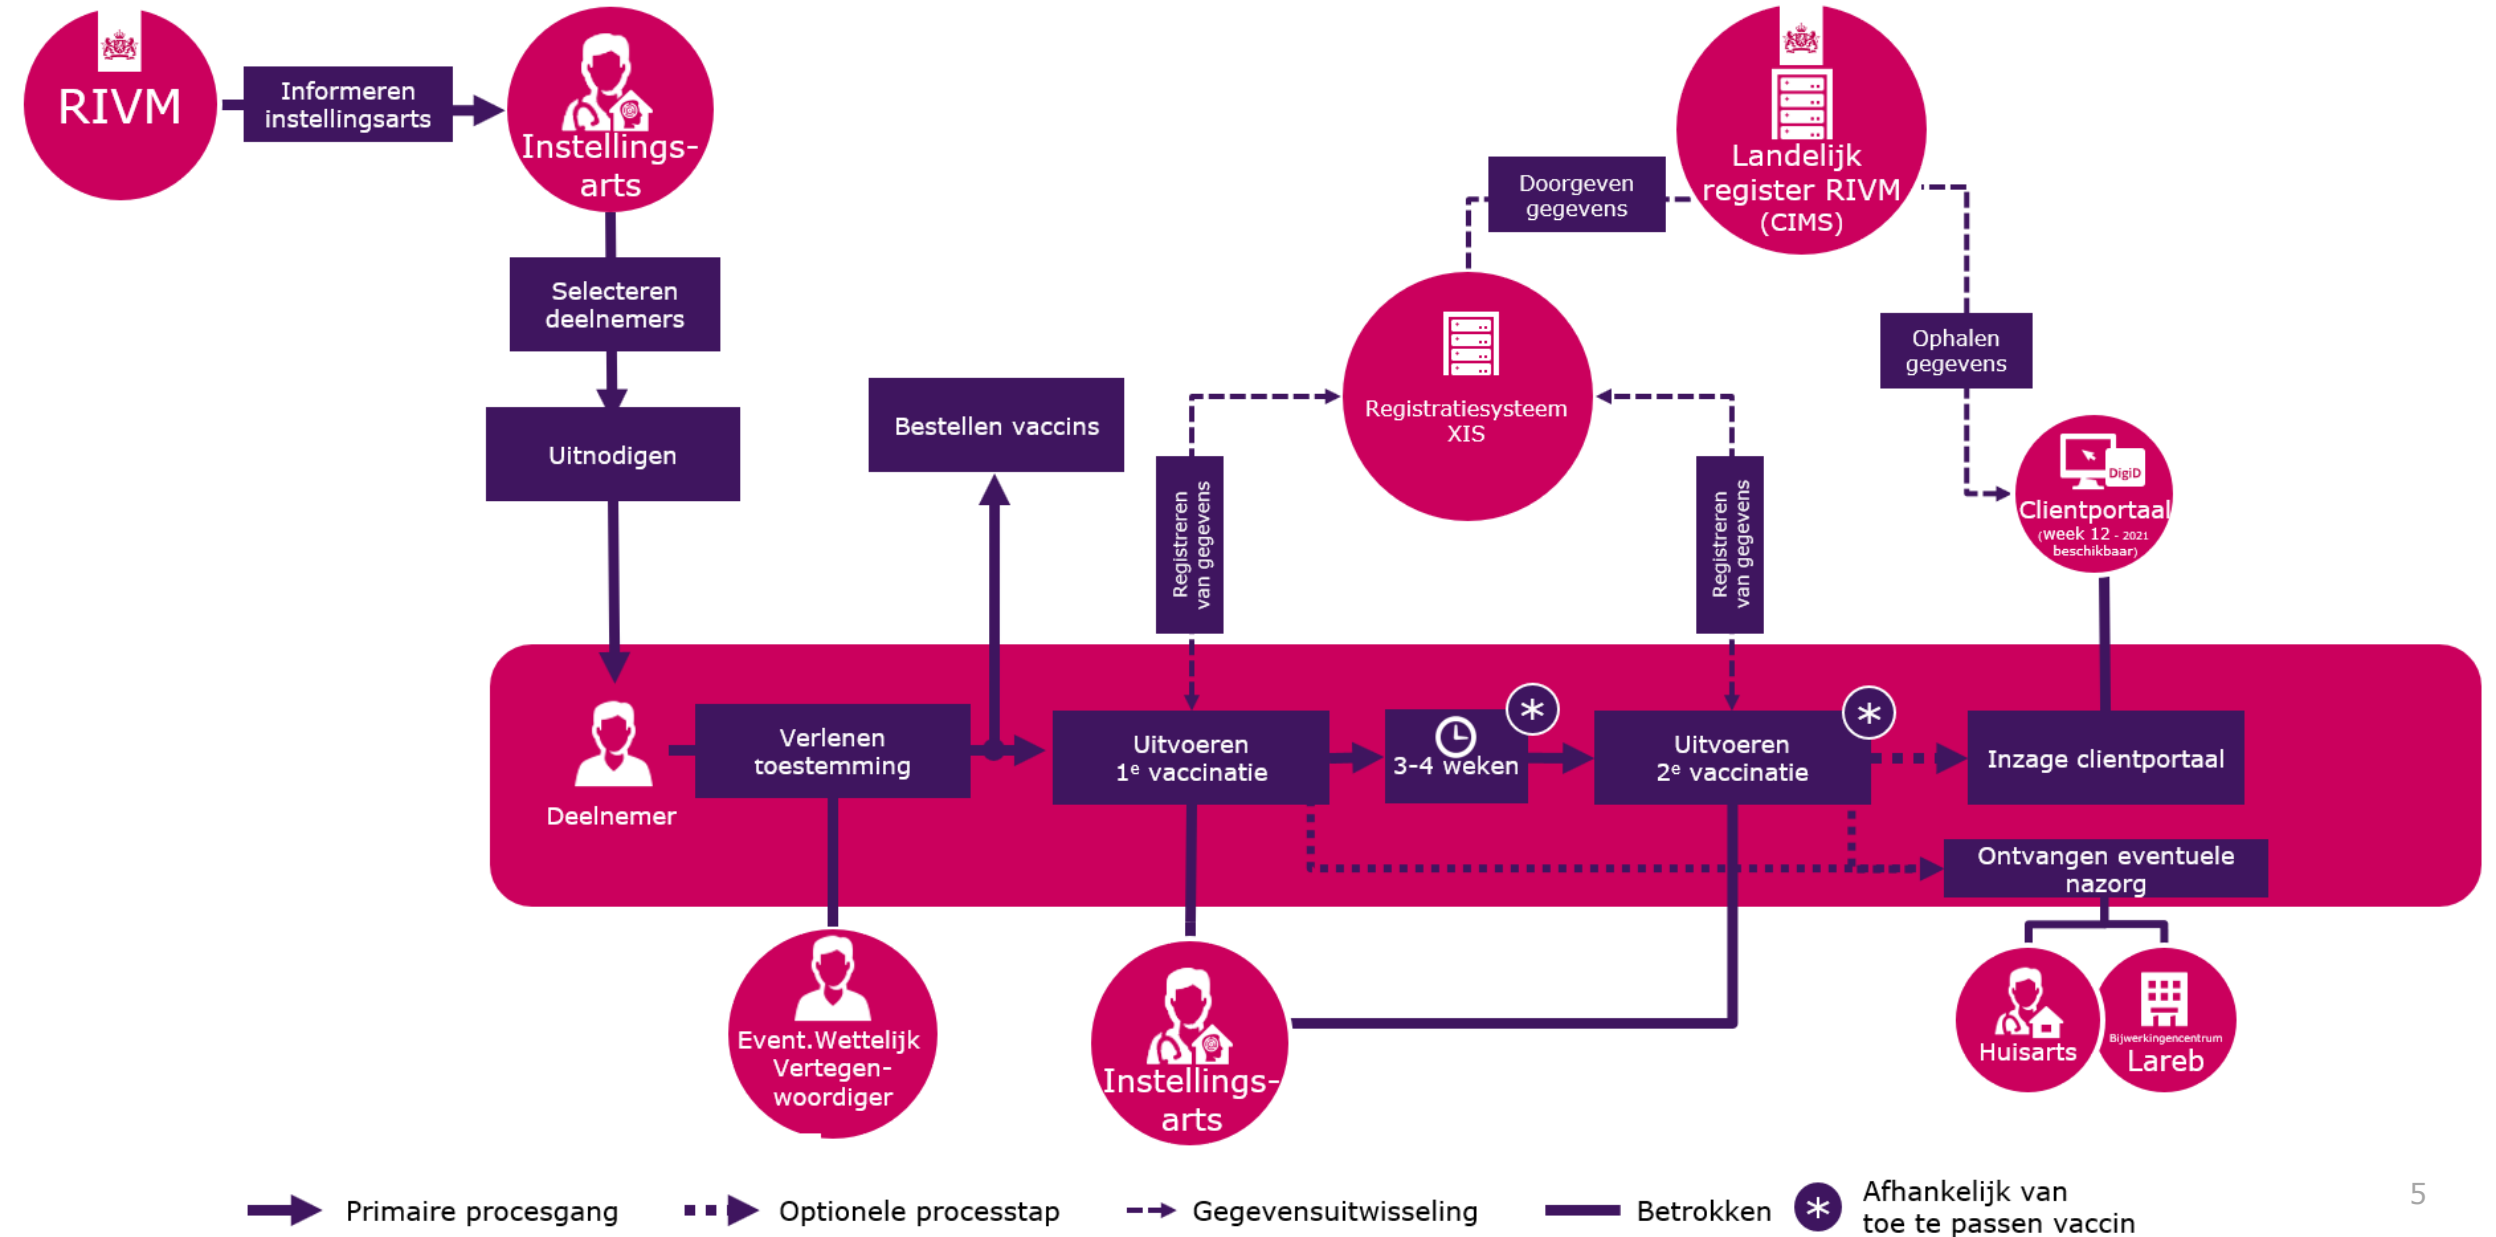 RIVM
Informeren
instellingsarts
Instellings-
arts
Selecteren
deelnemers
Uitnodigen
Bestellen vaccins
Doorgeven
gegevens
Landelijk
register RIVM
(CIMS)
Registratiesysteem
XIS
Ophalen
gegevens
DigiD
Clientportaal
(week 12 - 2021
beschikbaar)
Registreren
van gegevens
Registreren
van gegevens
Deelnemer
Verlenen
toestemming
Uitvoeren
1e vaccinatie
3-4 weken
*
Uitvoeren
2e vaccinatie
*
Inzage clientportaal
Ontvangen eventuele
nazorg
Event.Wettelijk
Vertegen-
woordiger
Instellings-
arts
Huisarts
Bijwerkingencentrum
Lareb
Primaire procesgang
Optionele processtap
Gegevensuitwisseling
Betrokken
*
Afhankelijk van
toe te passen vaccin
5